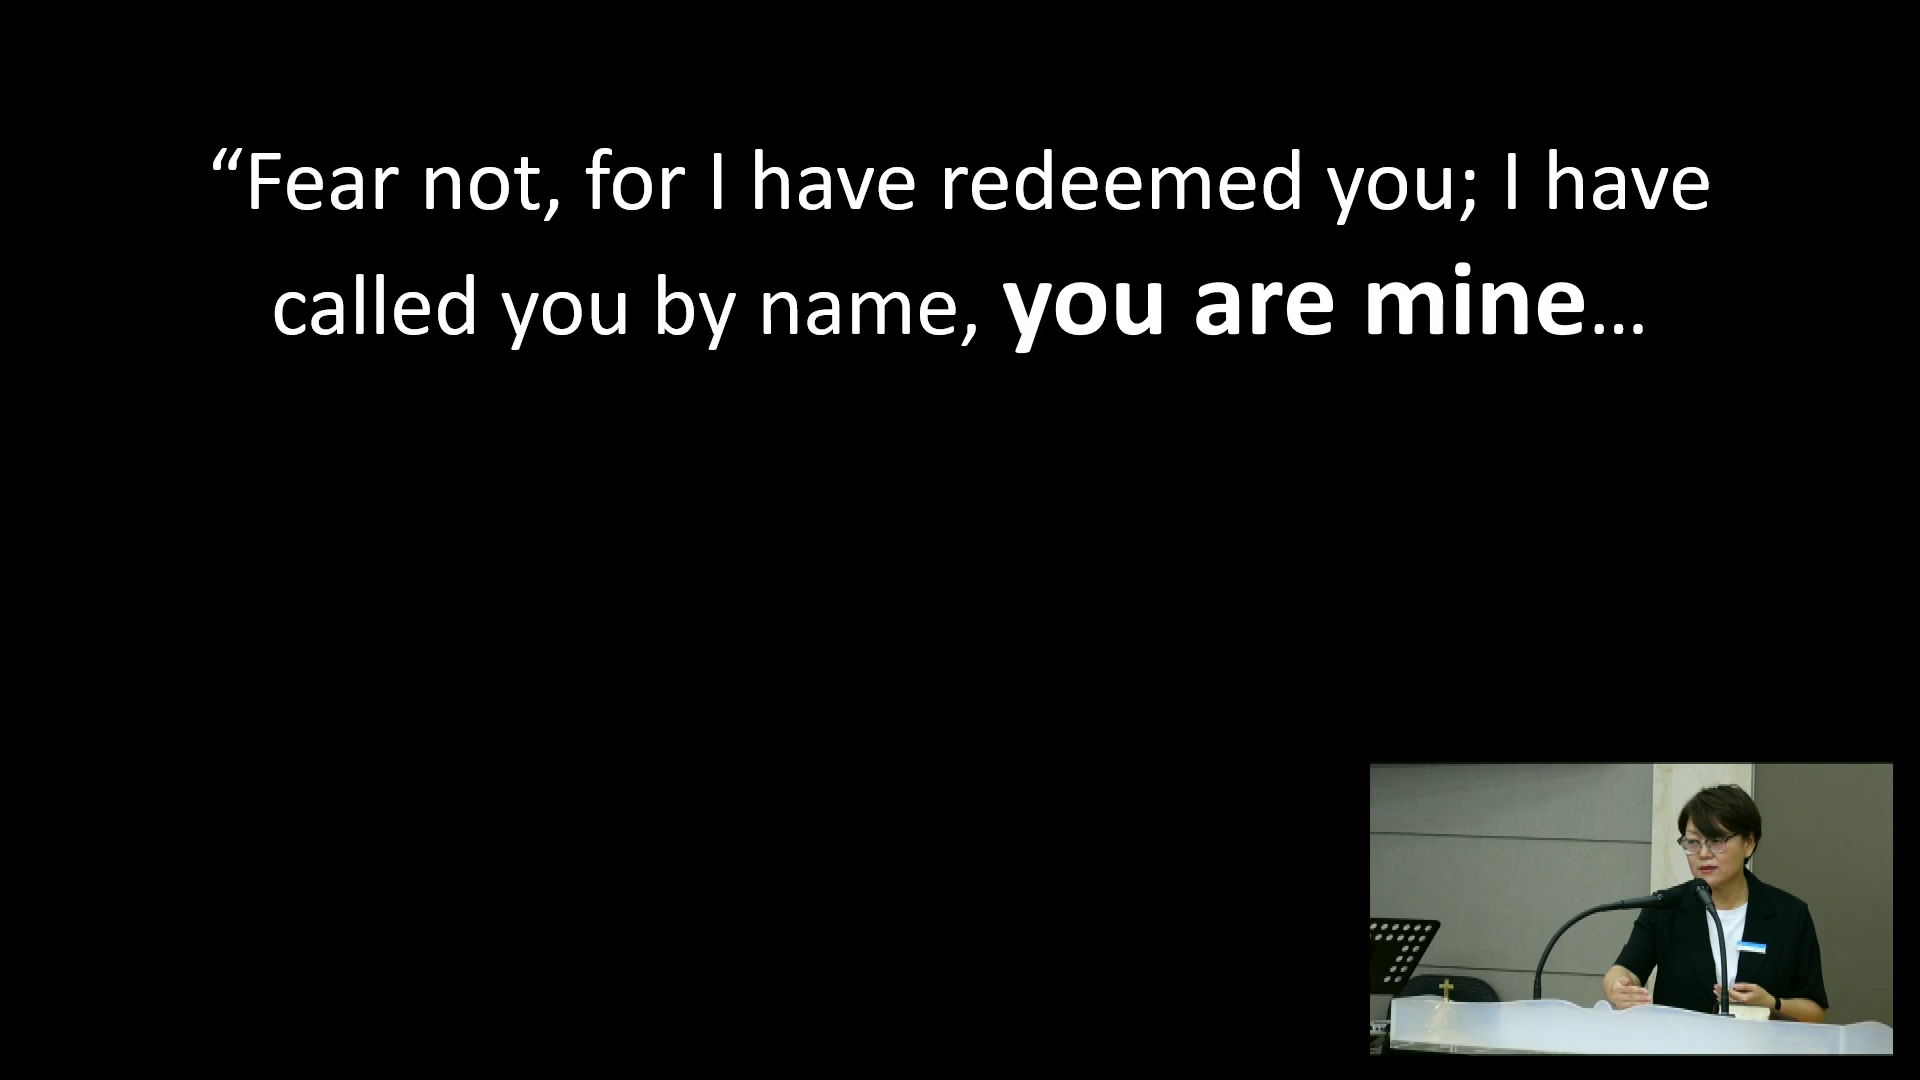 “Fear not, for I have redeemed you; I have
called you by name, you are mine…